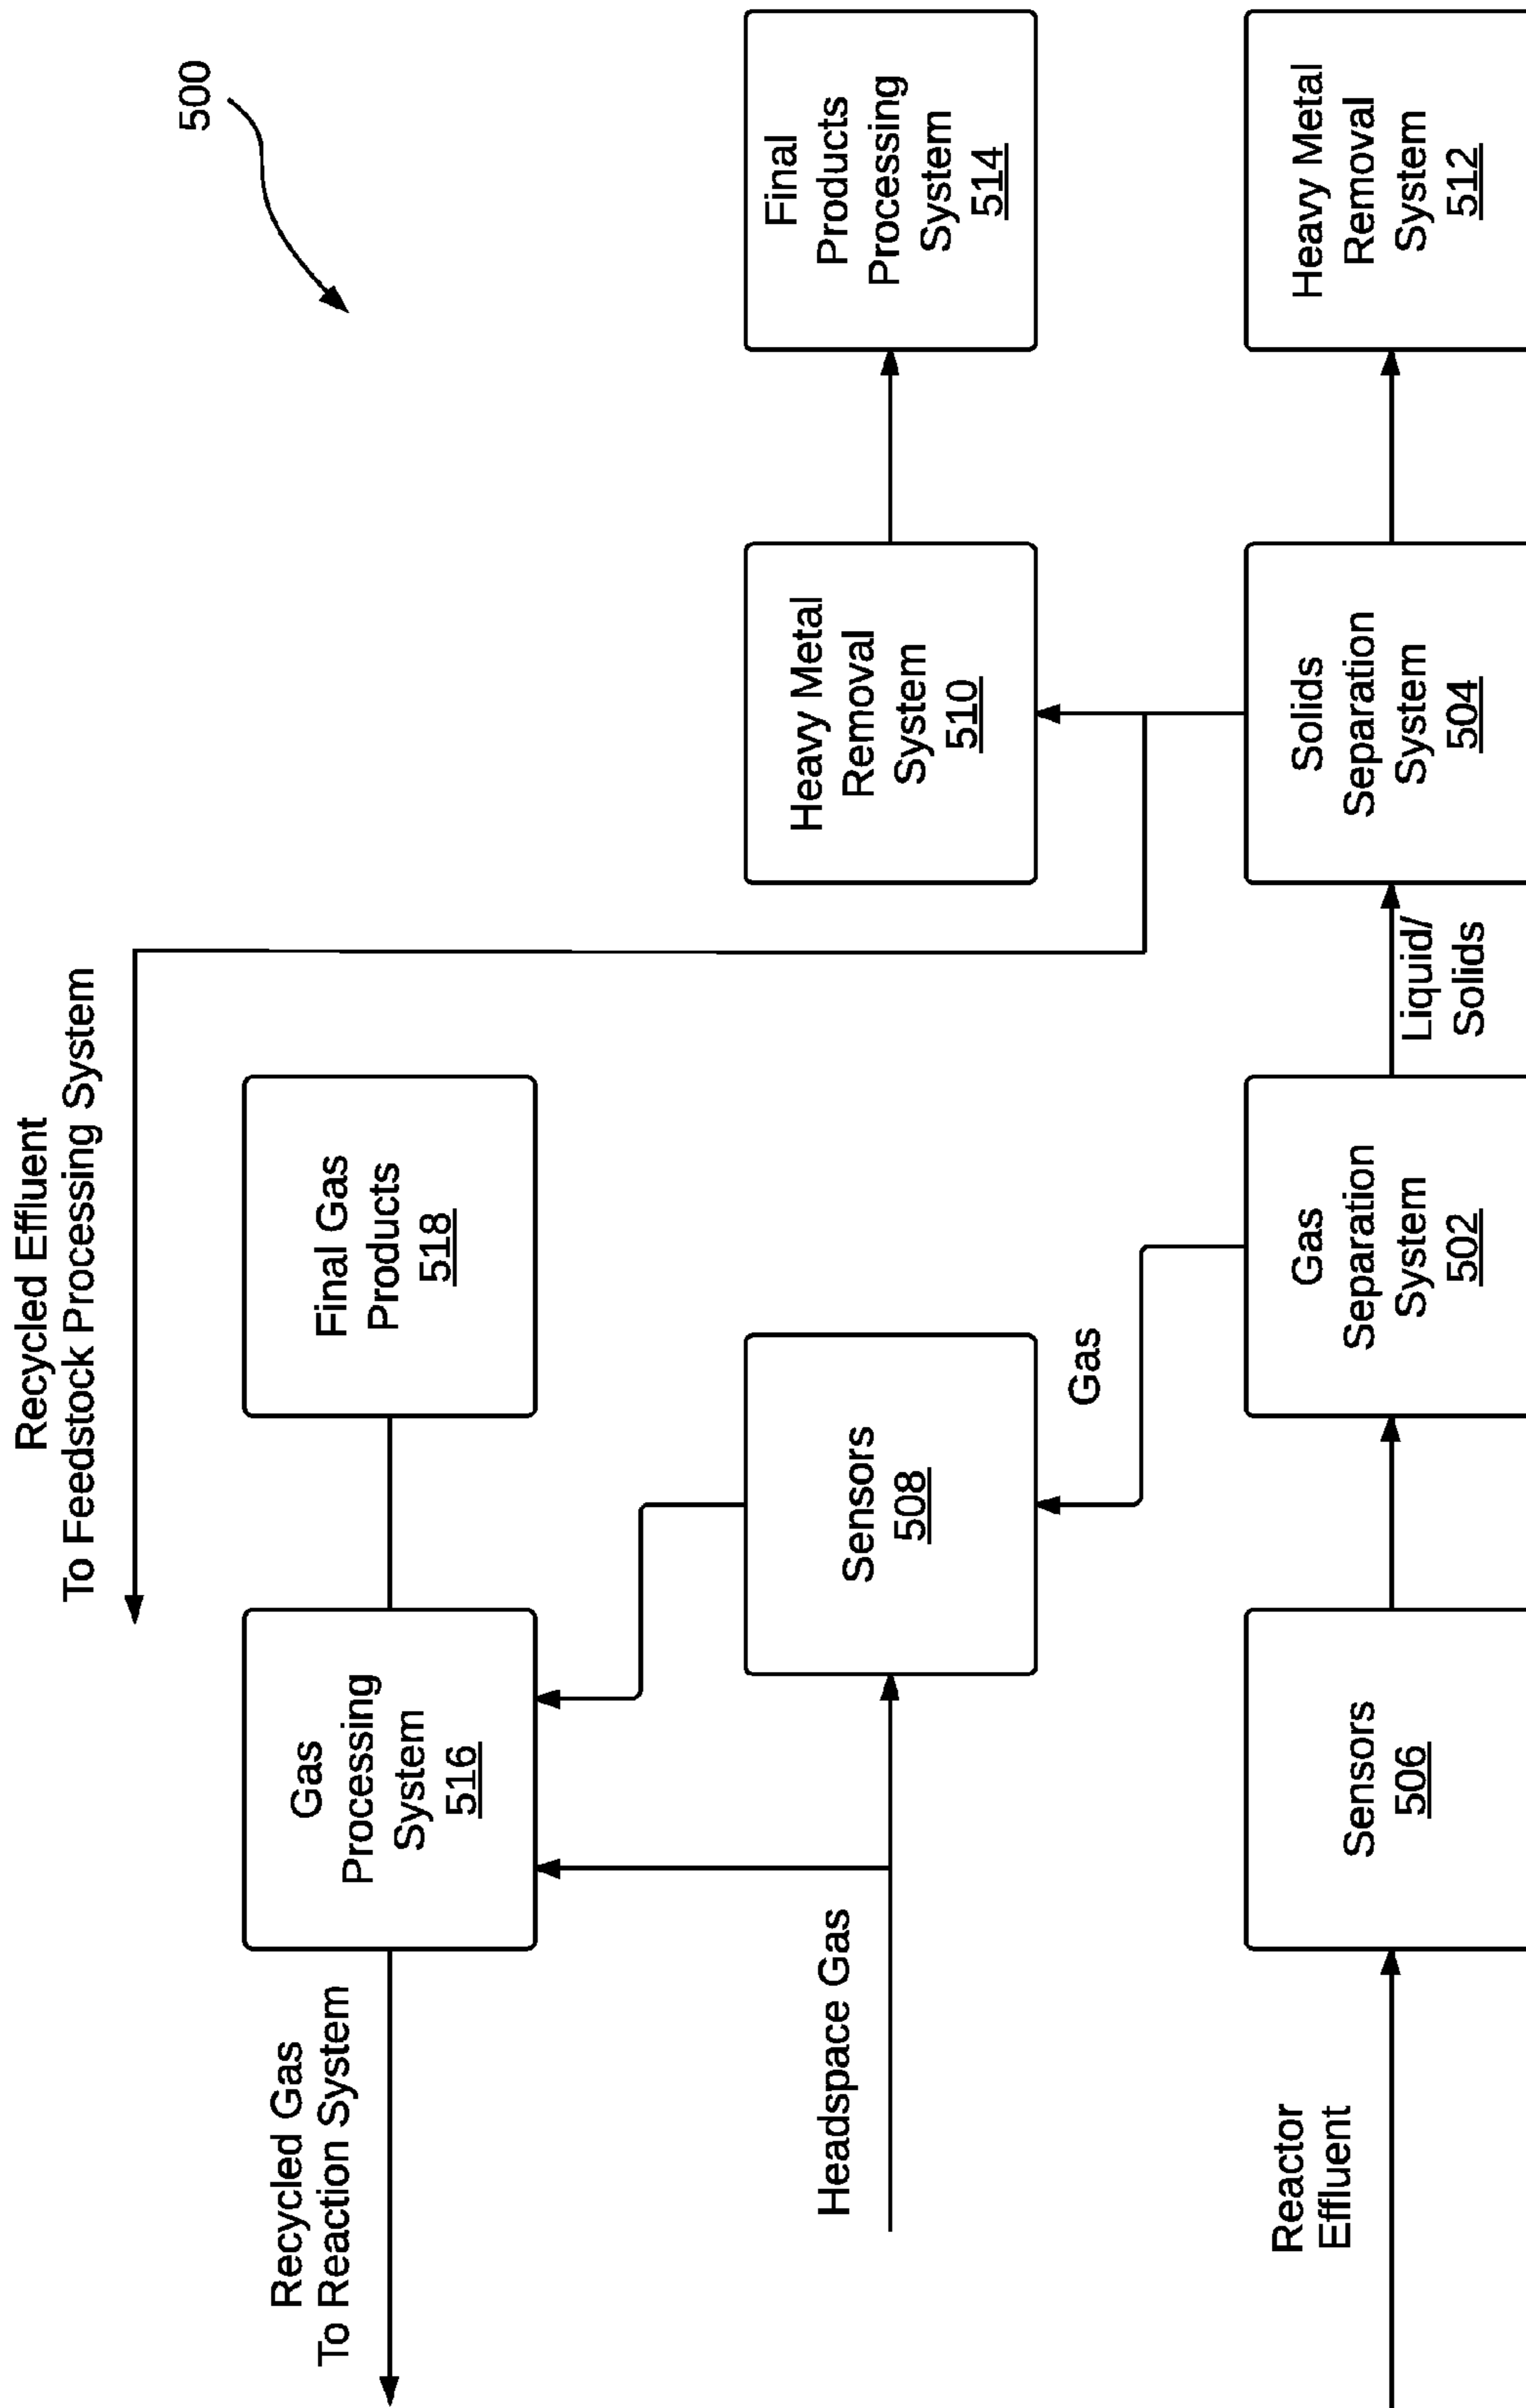 500
Recycled Effluent
To Feedstock Processing System
Recycled Gas
To Reaction System
Gas
Processing
System
516
Final Gas
Products
518
Headspace Gas
Sensors
508
Gas
Heavy Metal
Removal
System
510
Final
Products
Processing
System
514
Reactor
Effluent
Sensors
506
Gas
Separation
System
502
Liquid/
Solids
Solids
Separation
System
504
Heavy Metal
Removal
System
512